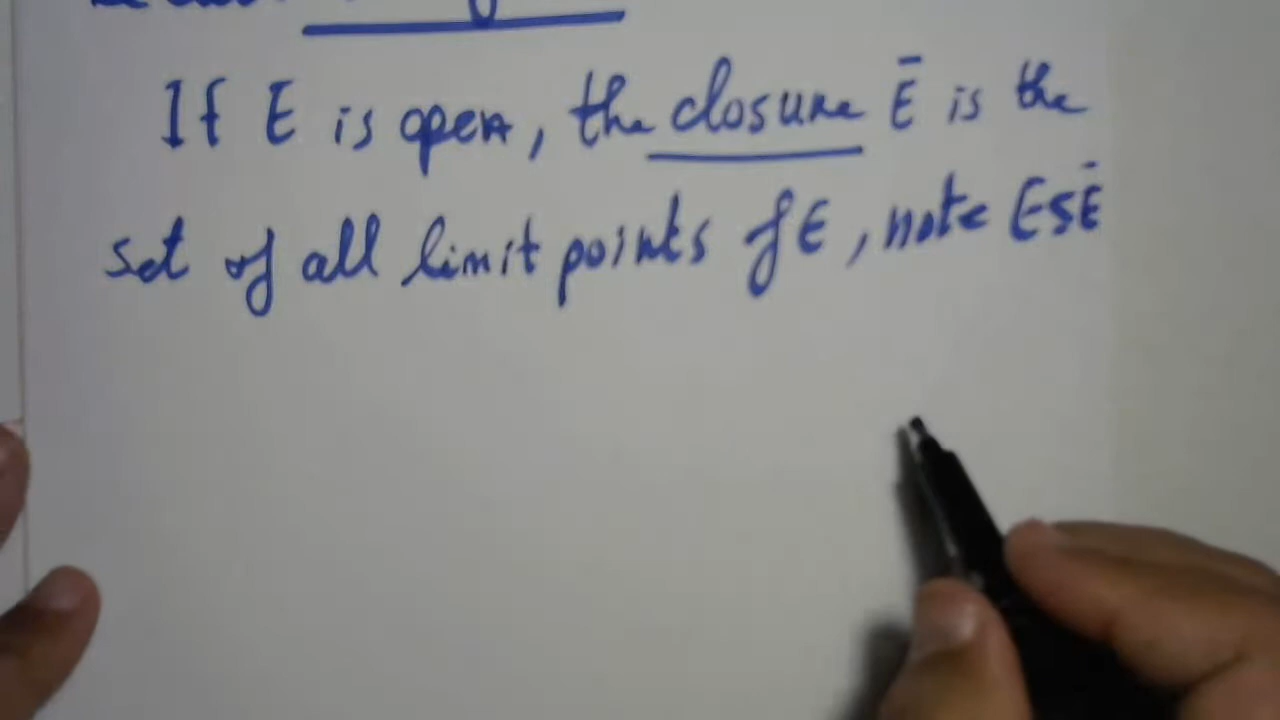 If E is open, the closure Ē is the
set of all limit points of E, note E⊆Ē